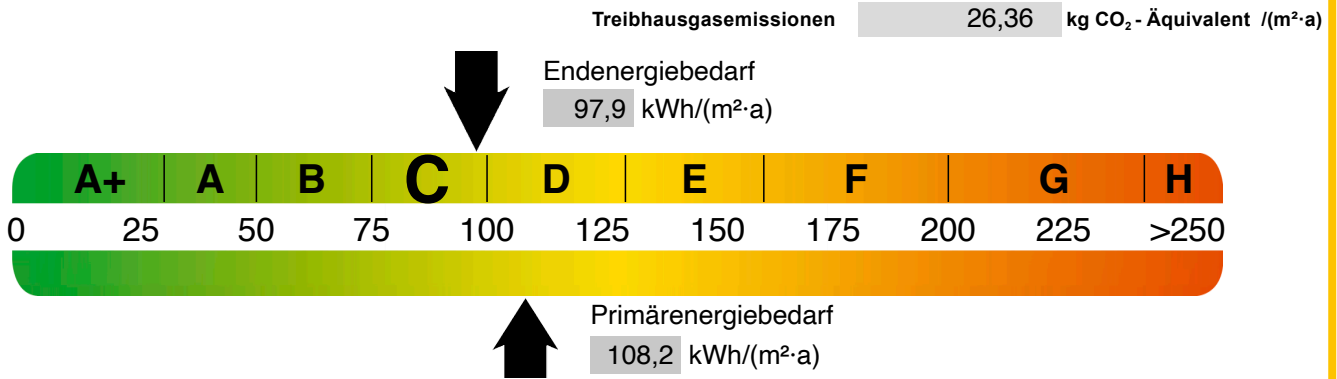 Treibhausgasemissionen 26,36 kg CO₂ - Äquivalent /(m²·a)
Endenergiebedarf
97,9 kWh/(m²·a)
A+ A B C D E F G H
0 25 50 75 100 125 150 175 200 225 >250
Primärenergiebedarf
108,2 kWh/(m²·a)